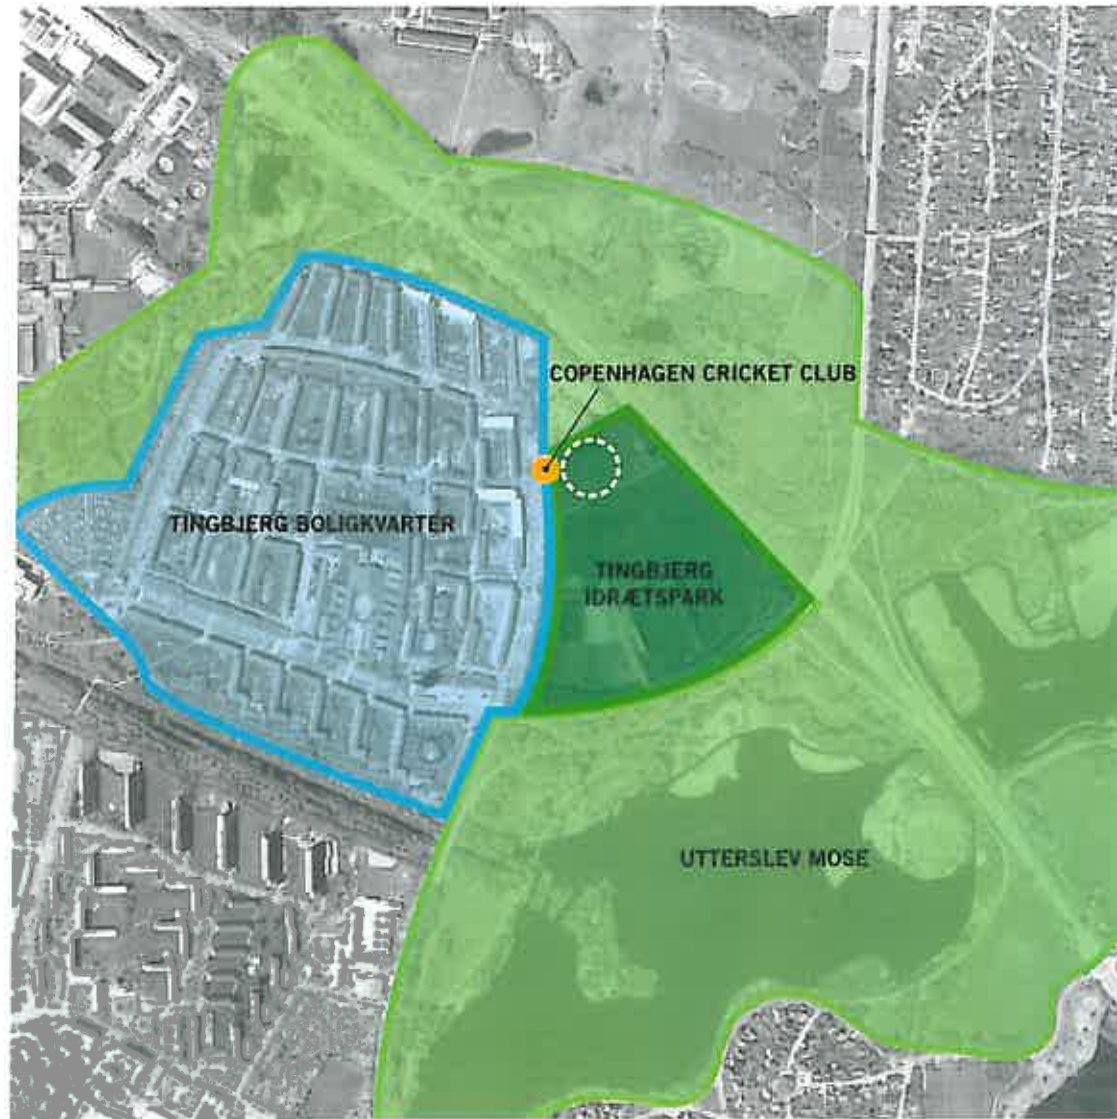 COPENHAGEN CRICKET CLUB
TINGBJERG BOLIGKVARTER
TINGBJERG
IDRÆTSPARK
UTTERSLEV MOSE